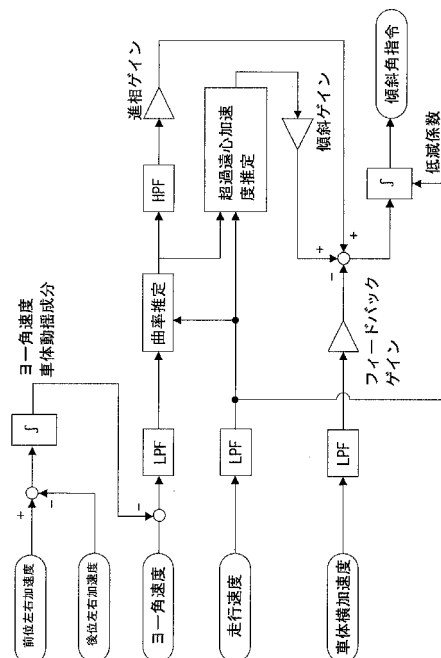 前位左右加速度
後位左右加速度
ヨー角速度
走行速度
車体横加速度
+
-
∫
ヨー角速度
車体動揺成分
-
LPF
LPF
LPF
曲率推定
HPF
進相ゲイン
超過遠心加速
度推定
傾斜ゲイン
フィードバック
ゲイン
+
-
+
∫
傾斜角指令
低減係数